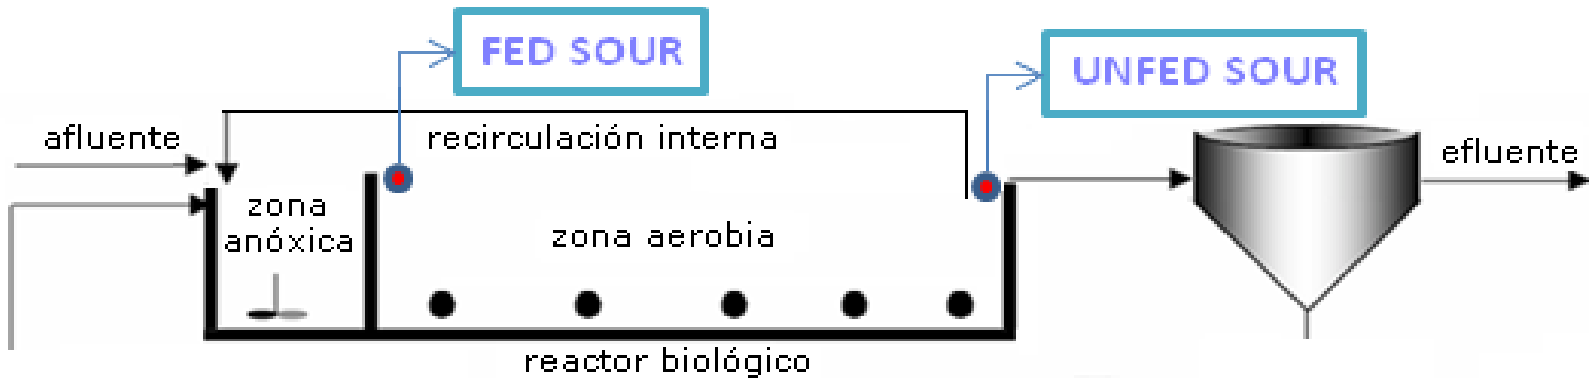 FED SOUR
UNFED SOUR
afluente
recirculación interna
efluente
zona
anóxica
zona aerobia
reactor biológico